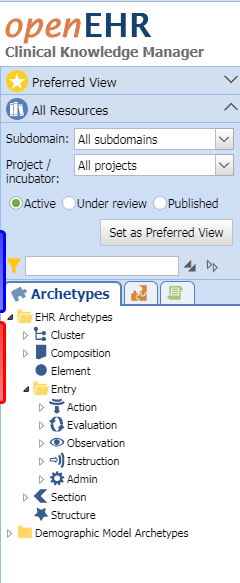 openEHR
Clinical Knowledge Manager
Preferred View
All Resources
Subdomain: All subdomains
Project / incubator: All projects
Active Under review Published
Set as Preferred View
Archetypes
EHR Archetypes
Cluster
Composition
Element
Entry
Action
Evaluation
Observation
Instruction
Admin
Section
Structure
Demographic Model Archetypes